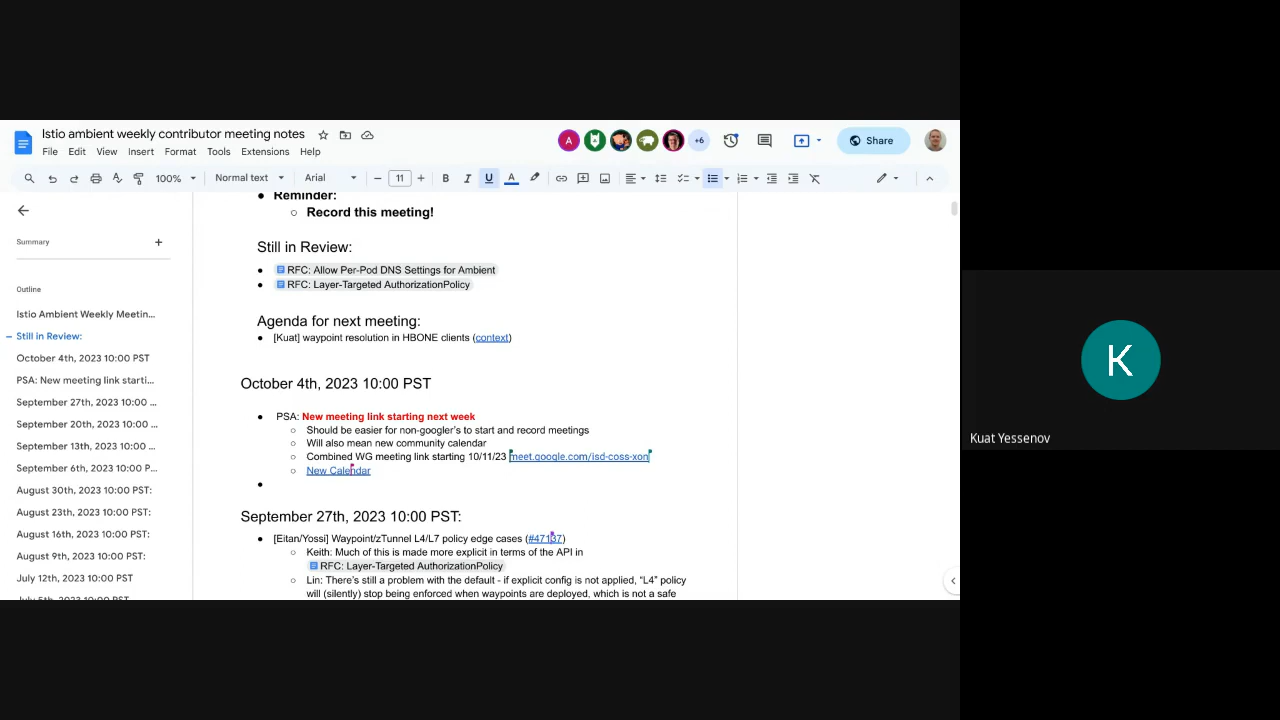 Istio ambient weekly contributor meeting notes
File Edit View Insert Format Tools Extensions Help
A
+6
Share
100% Normal text Arial − 11 + B I U A
Summary +
Outline
Istio Ambient Weekly Meetin...
Still in Review:
October 4th, 2023 10:00 PST
PSA: New meeting link starti...
September 27th, 2023 10:00 ...
September 20th, 2023 10:00 ...
September 13th, 2023 10:00 ...
September 6th, 2023 10:00 P...
August 30th, 2023 10:00 PST:
August 23th, 2023 10:00 PST:
August 16th, 2023 10:00 PST:
August 9th, 2023 10:00 PST:
July 12th, 2023 10:00 PST
July 5th, 2023 10:00 PST:
● Reminder:
○ Record this meeting!
Still in Review:
● RFC: Allow Per-Pod DNS Settings for Ambient
● RFC: Layer-Targeted AuthorizationPolicy
Agenda for next meeting:
● [Kuat] waypoint resolution in HBONE clients (context)
October 4th, 2023 10:00 PST
● PSA: New meeting link starting next week
○ Should be easier for non-googler's to start and record meetings
○ Will also mean new community calendar
○ Combined WG meeting link starting 10/11/23 meet.google.com/isd-coss-xon
○ New Calendar
●
September 27th, 2023 10:00 PST:
● [Eitan/Yossi] Waypoint/zTunnel L4/L7 policy edge cases (#47137)
○ Keith: Much of this is made more explicit in terms of the API in
RFC: Layer-Targeted AuthorizationPolicy
○ Lin: There's still a problem with the default - if explicit config is not applied, "L4" policy
will (silently) stop being enforced when waypoints are deployed, which is not a safe
K
Kuat Yessenov